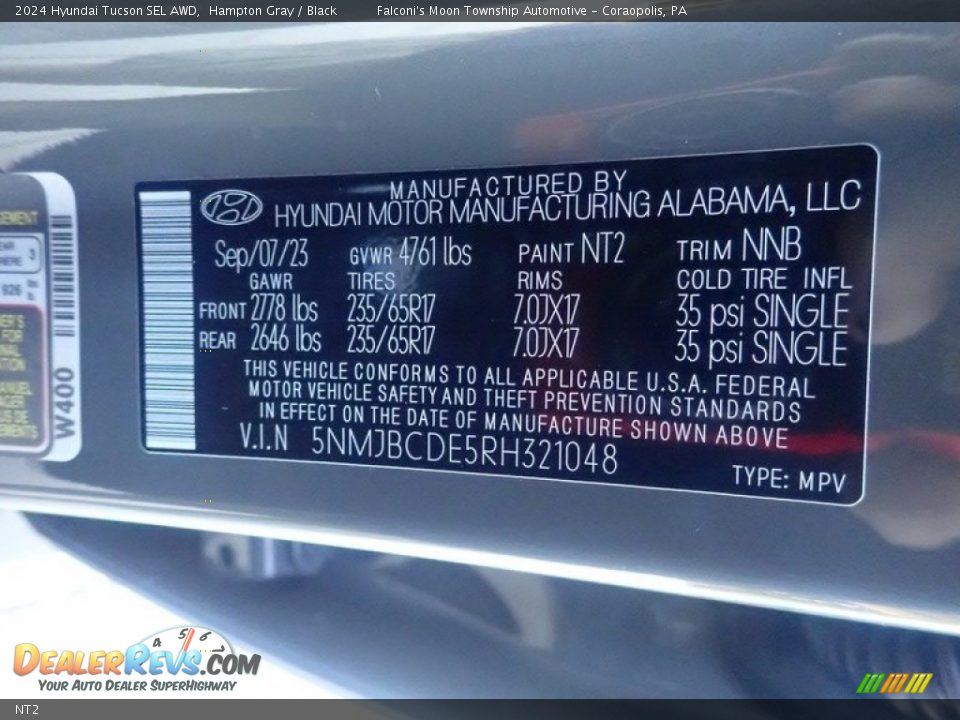 2024 Hyundai Tucson SEL AWD, Hampton Gray / Black Falconi's Moon Township Automotive - Coraopolis, PA
MANUFACTURED BY
HYUNDAI MOTOR MANUFACTURING ALABAMA, LLC
Sep/07/23 GVWR 4761 lbs PAINT NT2 TRIM NNB
GAWR TIRES RIMS COLD TIRE INFL
FRONT 2778 lbs 235/65R17 7.0JX17 35 psi SINGLE
REAR 2646 lbs 235/65R17 7.0JX17 35 psi SINGLE
THIS VEHICLE CONFORMS TO ALL APPLICABLE U.S.A. FEDERAL
MOTOR VEHICLE SAFETY AND THEFT PREVENTION STANDARDS
IN EFFECT ON THE DATE OF MANUFACTURE SHOWN ABOVE
V.I.N 5NMJBCDE5RH321048
TYPE: MPV
W400
926
4 5 6
DEALERREVS.COM
YOUR AUTO DEALER SUPERHIGHWAY
NT2